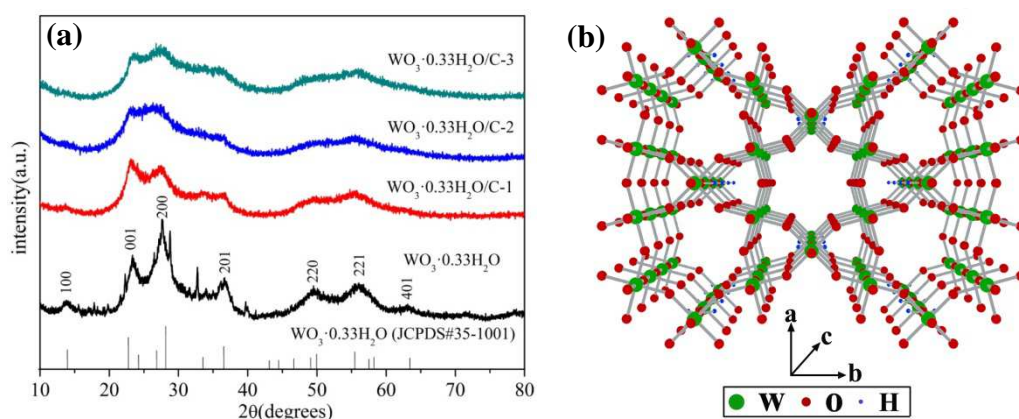 (a)
WO₃·0.33H₂O/C-3
WO₃·0.33H₂O/C-2
WO₃·0.33H₂O/C-1
100
001
200
201
220
221
401
WO₃·0.33H₂O
WO₃·0.33H₂O (JCPDS#35-1001)
intensity(a.u.)
10 20 30 40 50 60 70 80
2θ(degrees)
(b)
a
c
b
W O H